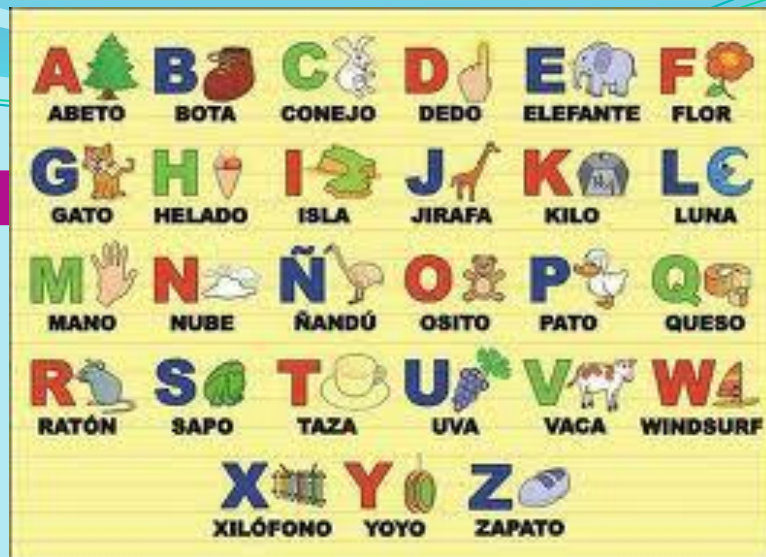 A B C D E F
ABETO BOTA CONEJO DEDO ELEFANTE FLOR
G H I J K L
GATO HELADO ISLA JIRAFA KILO LUNA
M N Ñ O P Q
MANO NUBE ÑANDÚ OSITO PATO QUESO
R S T U V W
RATÓN SAPO TAZA UVA VACA WINDSURF
X Y Z
XILÓFONO YOYO ZAPATO